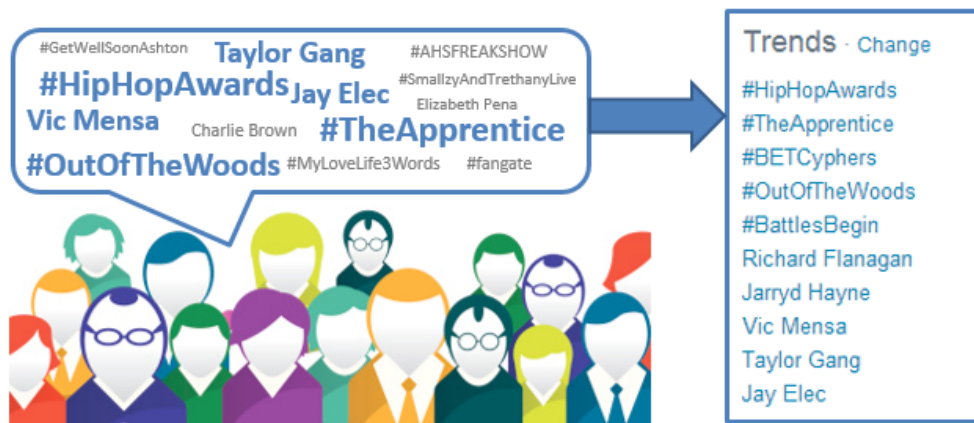 #GetWellSoonAshton Taylor Gang #AHSFREAKSHOW
#HipHopAwards Jay Elec #SmallzyAndTrethanyLive
Vic Mensa Charlie Brown #TheApprentice Elizabeth Pena
#OutOfTheWoods #MyLoveLife3Words #fangate
Trends · Change
#HipHopAwards
#TheApprentice
#BETCyphers
#OutOfTheWoods
#BattlesBegin
Richard Flanagan
Jarryd Hayne
Vic Mensa
Taylor Gang
Jay Elec